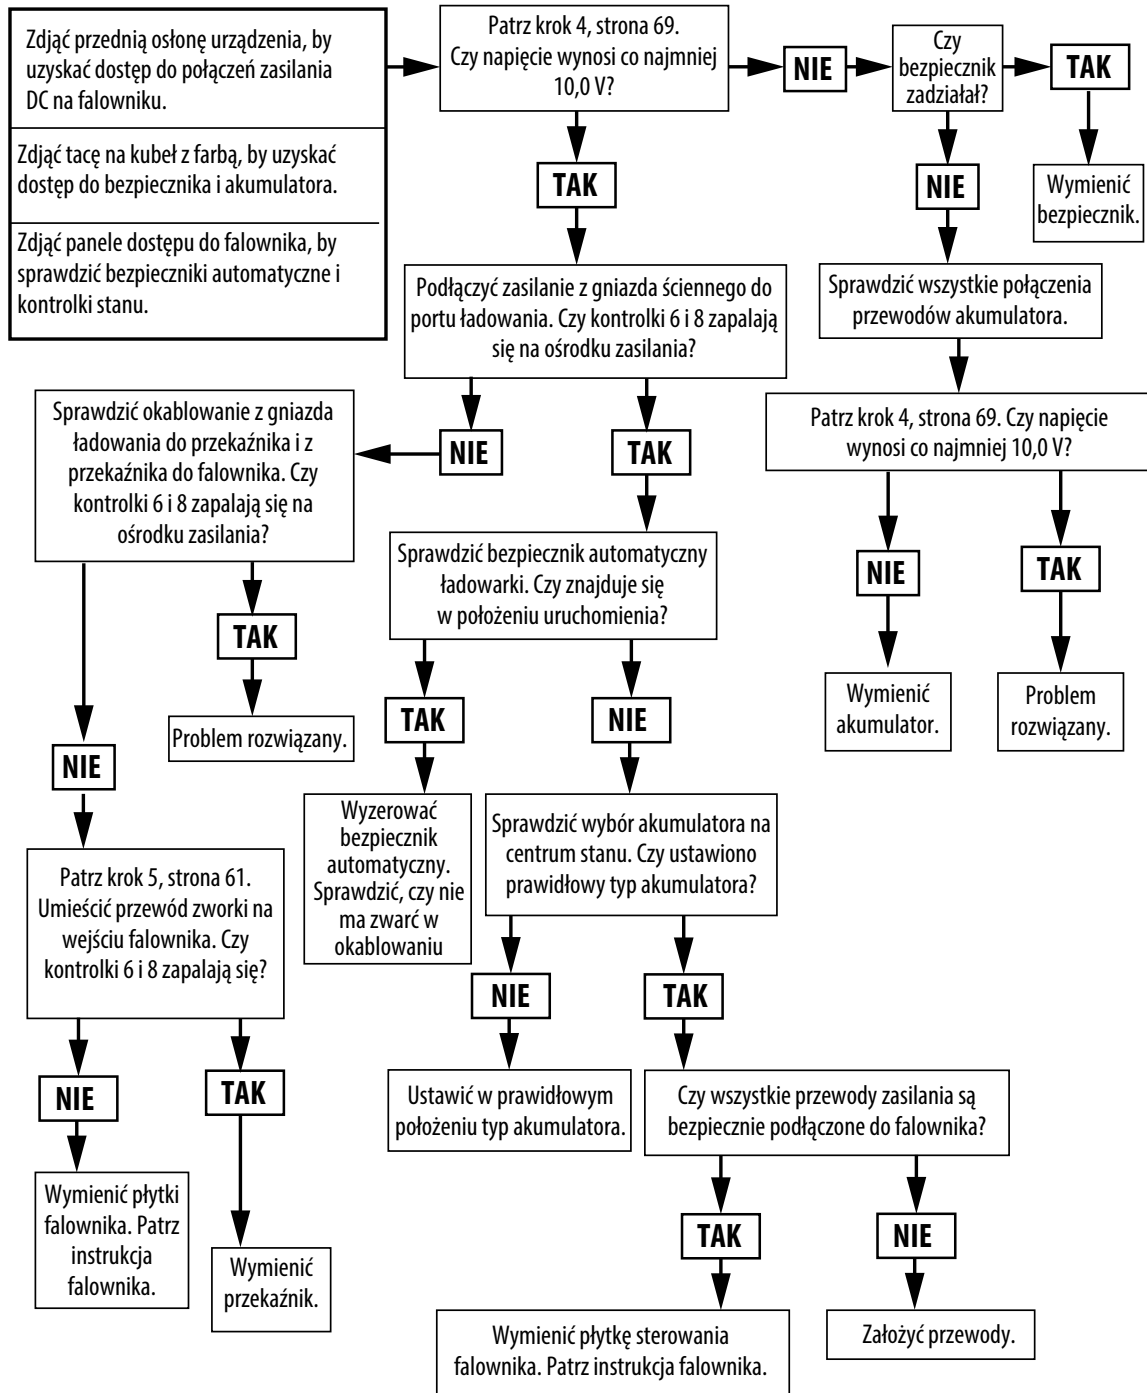 Zdjąć przednią osłonę urządzenia, by
uzyskać dostęp do połączeń zasilania
DC na falowniku.
Zdjąć tacę na kubeł z farbą, by uzyskać
dostęp do bezpiecznika i akumulatora.
Zdjąć panele dostępu do falownika, by
sprawdzić bezpieczniki automatyczne i
kontrolki stanu.
Patrz krok 4, strona 69.
Czy napięcie wynosi co najmniej
10,0 V?
NIE
Czy
bezpiecznik
zadziałał?
TAK
TAK
NIE
Wymienić
bezpiecznik.
Podłączyć zasilanie z gniazda ściennego do
portu ładowania. Czy kontrolki 6 i 8 zapalają
się na ośrodku zasilania?
Sprawdzić wszystkie połączenia
przewodów akumulatora.
Sprawdzić okablowanie z gniazda
ładowania do przekaźnika i z
przekaźnika do falownika. Czy
kontrolki 6 i 8 zapalają się na
ośrodku zasilania?
NIE
TAK
Patrz krok 4, strona 69. Czy napięcie
wynosi co najmniej 10,0 V?
NIE
TAK
Sprawdzić bezpiecznik automatyczny
ładowarki. Czy znajduje się
w położeniu uruchomienia?
TAK
Wymienić
akumulator.
Problem
rozwiązany.
Problem rozwiązany.
TAK
NIE
NIE
Wyzerować
bezpiecznik
automatyczny.
Sprawdzić, czy nie
ma zwarć w
okablowaniu
Sprawdzić wybór akumulatora na
centrum stanu. Czy ustawiono
prawidłowy typ akumulatora?
Patrz krok 5, strona 61.
Umieścić przewód zworki na
wejściu falownika. Czy
kontrolki 6 i 8 zapalają się?
NIE
TAK
NIE
TAK
Ustawić w prawidłowym
położeniu typ akumulatora.
Czy wszystkie przewody zasilania są
bezpiecznie podłączone do falownika?
Wymienić płytki
falownika. Patrz
instrukcja
falownika.
Wymienić
przekaźnik.
TAK
NIE
Wymienić płytkę sterowania
falownika. Patrz instrukcja falownika.
Założyć przewody.